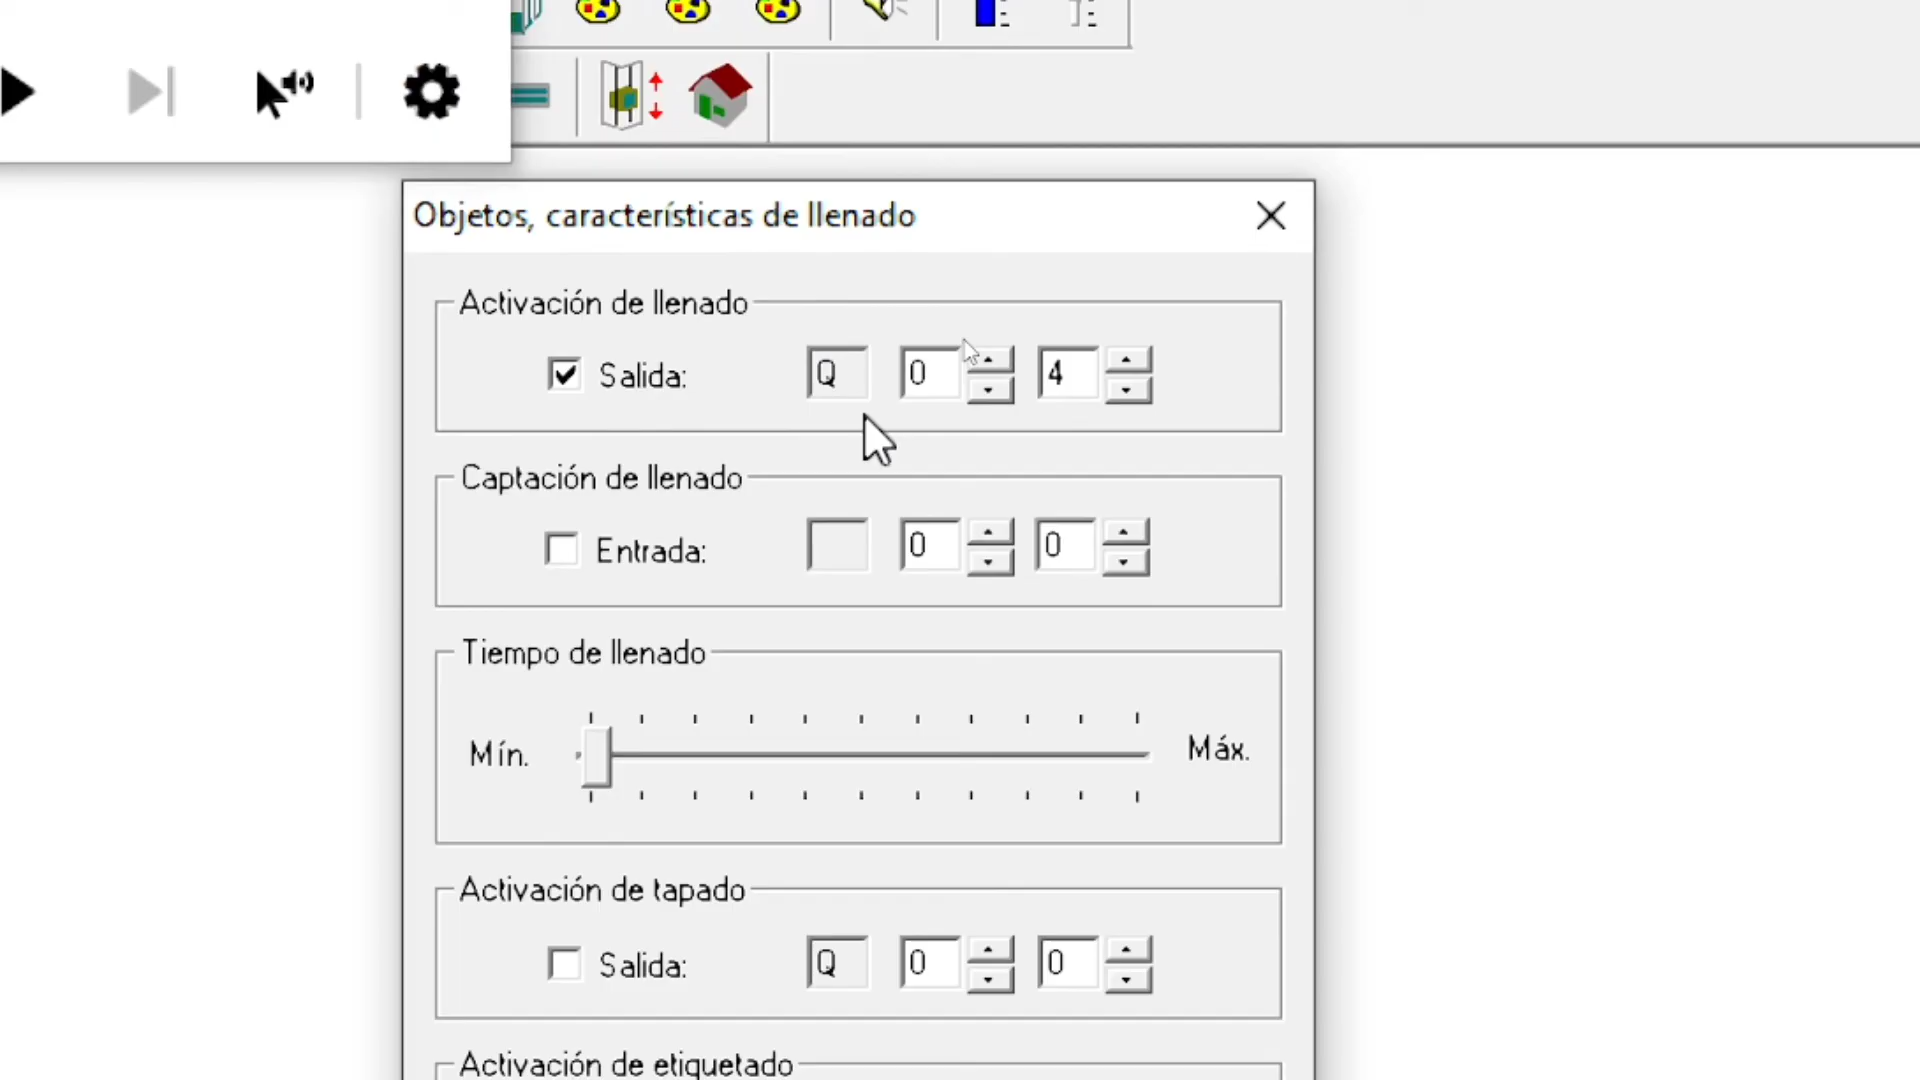 Objetos, características de llenado
Activación de llenado
Salida: Q 0 4
Captación de llenado
Entrada: 0 0
Tiempo de llenado
Mín. Máx.
Activación de tapado
Salida: Q 0 0
Activación de etiquetado